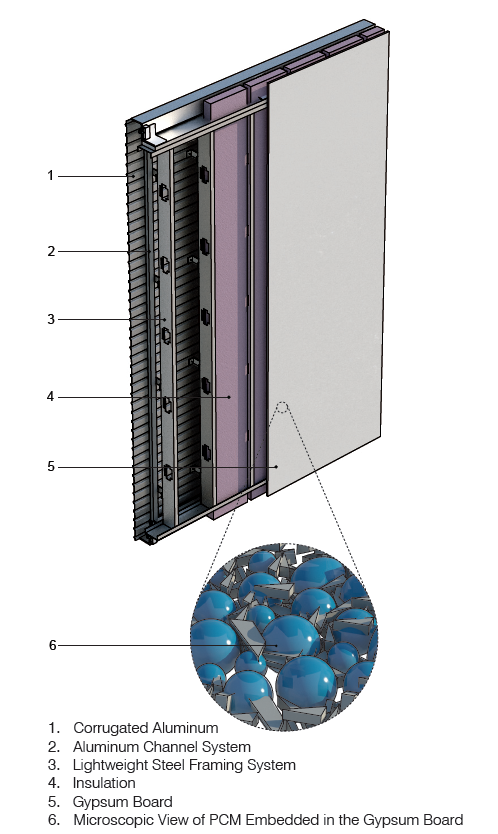 1
2
3
4
5
6
1. Corrugated Aluminum
2. Aluminum Channel System
3. Lightweight Steel Framing System
4. Insulation
5. Gypsum Board
6. Microscopic View of PCM Embedded in the Gypsum Board